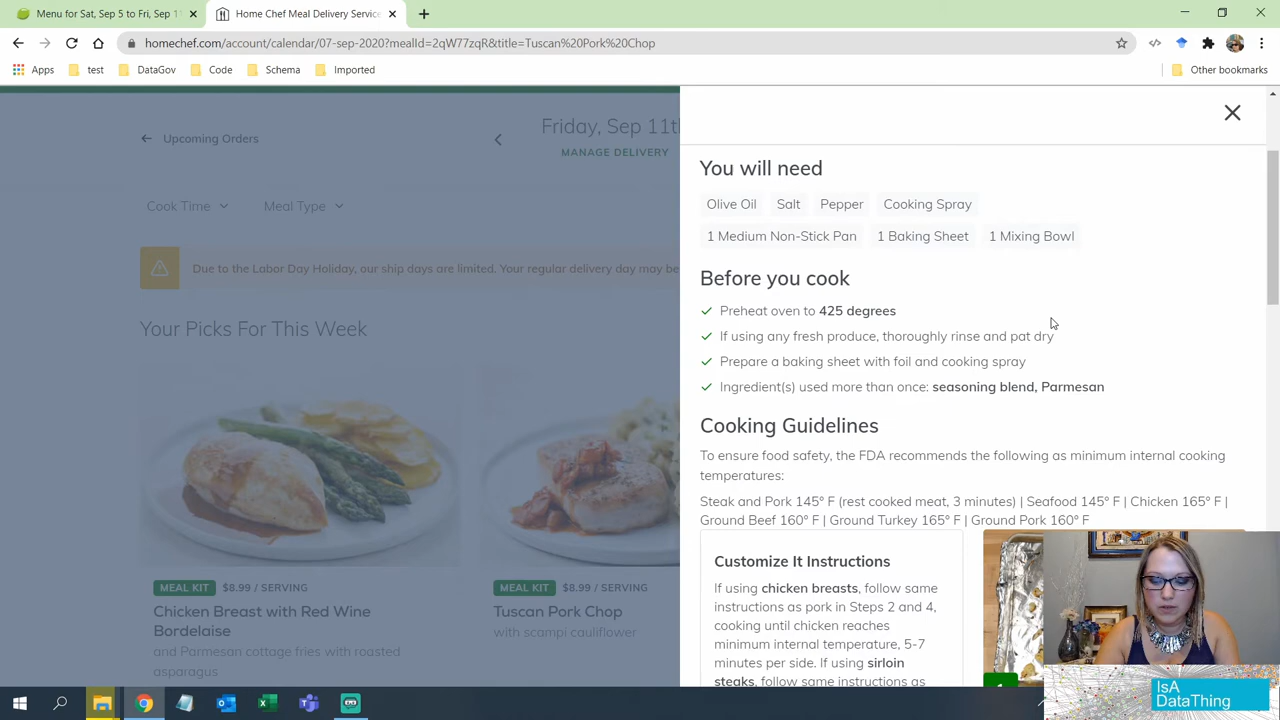 Menu for Sat, Sep 5 to Fri, Sep 1
Home Chef Meal Delivery Service
homechef.com/account/calendar/07-sep-2020?mealId=2qW77zqR&title=Tuscan%20Pork%20Chop
Apps test DataGov Code Schema Imported Other bookmarks
Upcoming Orders
Friday, Sep 11th
MANAGE DELIVERY
Cook Time Meal Type
Due to the Labor Day Holiday, our ship days are limited. Your regular delivery day may be
Your Picks For This Week
MEAL KIT $8.99 / SERVING
Chicken Breast with Red Wine
Bordelaise
and Parmesan cottage fries with roasted
asparagus
MEAL KIT $8.99 / SERVING
Tuscan Pork Chop
with scampi cauliflower
You will need
Olive Oil Salt Pepper Cooking Spray
1 Medium Non-Stick Pan 1 Baking Sheet 1 Mixing Bowl
Before you cook
Preheat oven to 425 degrees
If using any fresh produce, thoroughly rinse and pat dry
Prepare a baking sheet with foil and cooking spray
Ingredient(s) used more than once: seasoning blend, Parmesan
Cooking Guidelines
To ensure food safety, the FDA recommends the following as minimum internal cooking
temperatures:
Steak and Pork 145° F (rest cooked meat, 3 minutes) | Seafood 145° F | Chicken 165° F |
Ground Beef 160° F | Ground Turkey 165° F | Ground Pork 160° F
Customize It Instructions
If using chicken breasts, follow same
instructions as pork in Steps 2 and 4,
cooking until chicken reaches
minimum internal temperature, 5-7
minutes per side. If using sirloin
steaks, follow same instructions as
IsA
DataThing